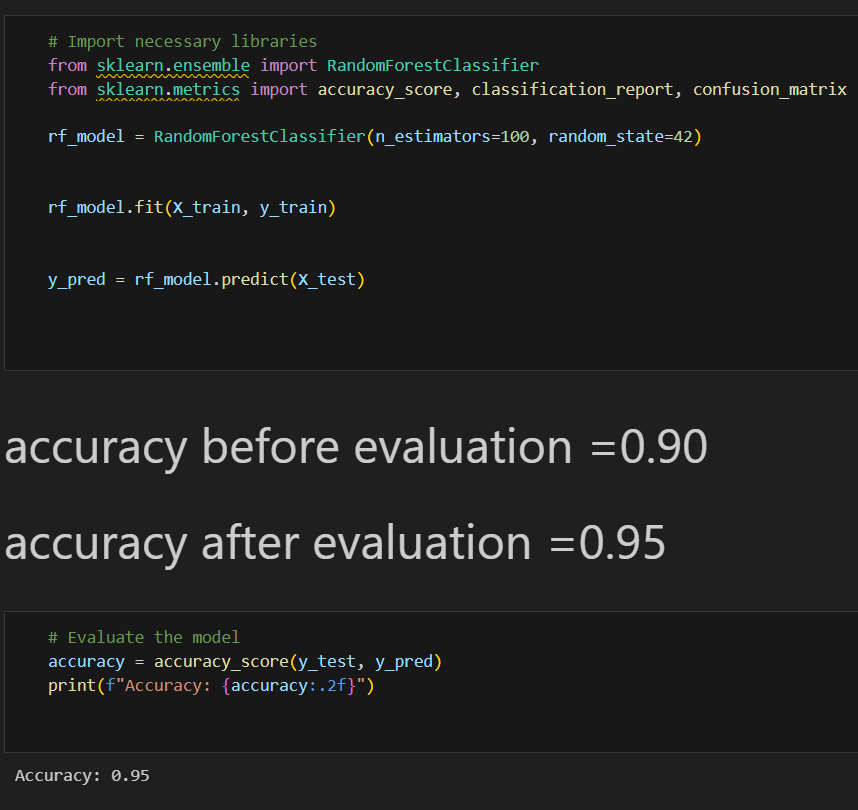 # Import necessary libraries
from sklearn.ensemble import RandomForestClassifier
from sklearn.metrics import accuracy_score, classification_report, confusion_matrix
rf_model = RandomForestClassifier(n_estimators=100, random_state=42)
rf_model.fit(X_train, y_train)
y_pred = rf_model.predict(X_test)
accuracy before evaluation =0.90
accuracy after evaluation =0.95
# Evaluate the model
accuracy = accuracy_score(y_test, y_pred)
print(f"Accuracy: {accuracy:.2f}")
Accuracy: 0.95